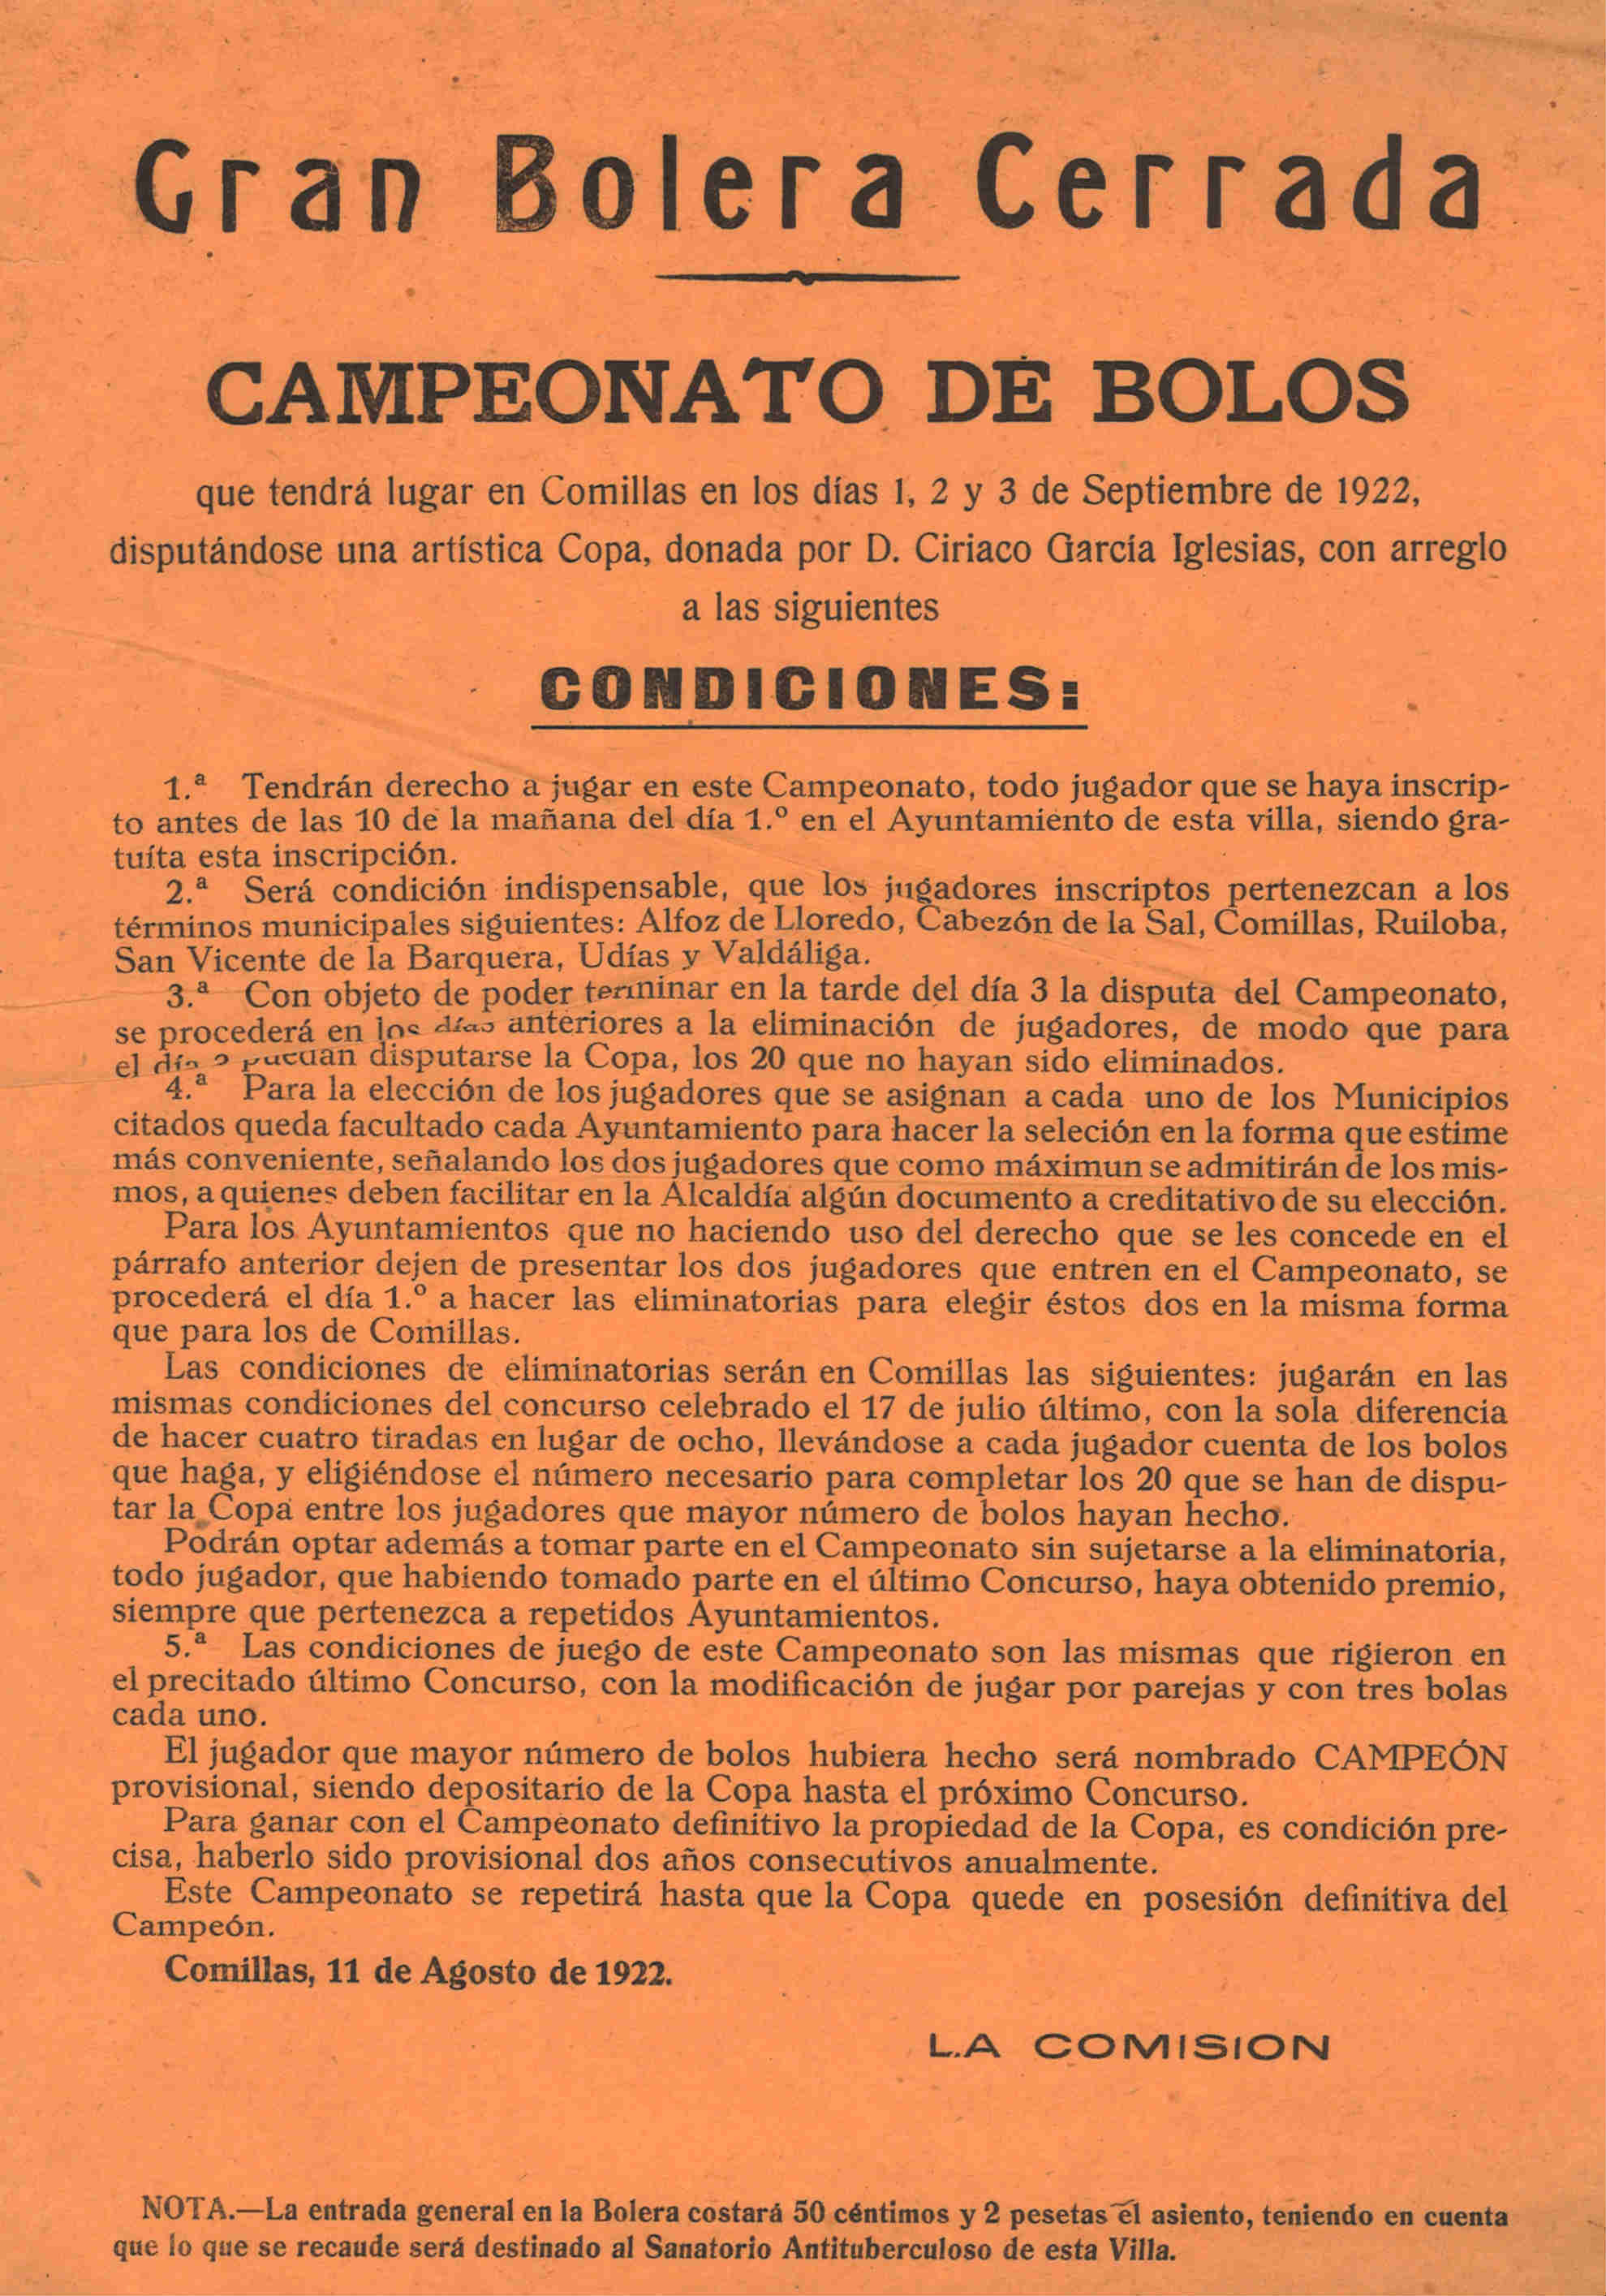 Gran Bolera Cerrada
CAMPEONATO DE BOLOS
que tendrá lugar en Comillas en los días 1, 2 y 3 de Septiembre de 1922,
disputándose una artística Copa, donada por D. Ciriaco García Iglesias, con arreglo
a las siguientes
CONDICIONES:
1.ª Tendrán derecho a jugar en este Campeonato, todo jugador que se haya inscrip-
to antes de las 10 de la mañana del día 1.º en el Ayuntamiento de esta villa, siendo gra-
tuíta esta inscripción.
2.ª Será condición indispensable, que los jugadores inscriptos pertenezcan a los
términos municipales siguientes: Alfoz de Lloredo, Cabezón de la Sal, Comillas, Ruiloba,
San Vicente de la Barquera, Udías y Valdáliga.
3.ª Con objeto de poder terminar en la tarde del día 3 la disputa del Campeonato,
se procederá en los días anteriores a la eliminación de jugadores, de modo que para
el día disputarse la Copa, los 20 que no hayan sido eliminados.
4.ª Para la elección de los jugadores que se asignan a cada uno de los Municipios
citados queda facultado cada Ayuntamiento para hacer la seleción en la forma que estime
más conveniente, señalando los dos jugadores que como máximun se admitirán de los mis-
mos, a quienes deben facilitar en la Alcaldía algún documento a creditativo de su elección.
Para los Ayuntamientos que no haciendo uso del derecho que se les concede en el
párrafo anterior dejen de presentar los dos jugadores que entren en el Campeonato, se
procederá el día 1.º a hacer las eliminatorias para elegir éstos dos en la misma forma
que para los de Comillas.
Las condiciones de eliminatorias serán en Comillas las siguientes: jugarán en las
mismas condiciones del concurso celebrado el 17 de julio último, con la sola diferencia
de hacer cuatro tiradas en lugar de ocho, llevándose a cada jugador cuenta de los bolos
que haga, y eligiéndose el número necesario para completar los 20 que se han de dispu-
tar la Copa entre los jugadores que mayor número de bolos hayan hecho.
Podrán optar además a tomar parte en el Campeonato sin sujetarse a la eliminatoria,
todo jugador, que habiendo tomado parte en el último Concurso, haya obtenido premio,
siempre que pertenezca a repetidos Ayuntamientos.
5.ª Las condiciones de juego de este Campeonato son las mismas que rigieron en
el precitado último Concurso, con la modificación de jugar por parejas y con tres bolas
cada uno.
El jugador que mayor número de bolos hubiera hecho será nombrado CAMPEÓN
provisional, siendo depositario de la Copa hasta el próximo Concurso.
Para ganar con el Campeonato definitivo la propiedad de la Copa, es condición pre-
cisa, haberlo sido provisional dos años consecutivos anualmente.
Este Campeonato se repetirá hasta que la Copa quede en posesión definitiva del
Campeón.
Comillas, 11 de Agosto de 1922.
LA COMISION
NOTA.—La entrada general en la Bolera costará 50 céntimos y 2 pesetas el asiento, teniendo en cuenta
que lo que se recaude será destinado al Sanatorio Antituberculoso de esta Villa.